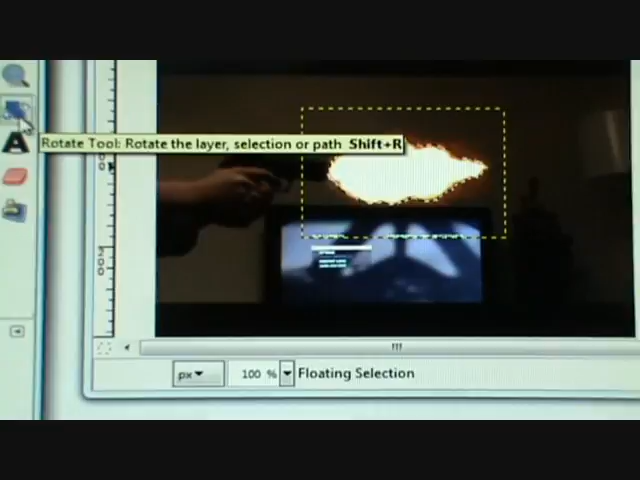 Rotate Tool: Rotate the layer, selection or path Shift+R
px
100 %
Floating Selection